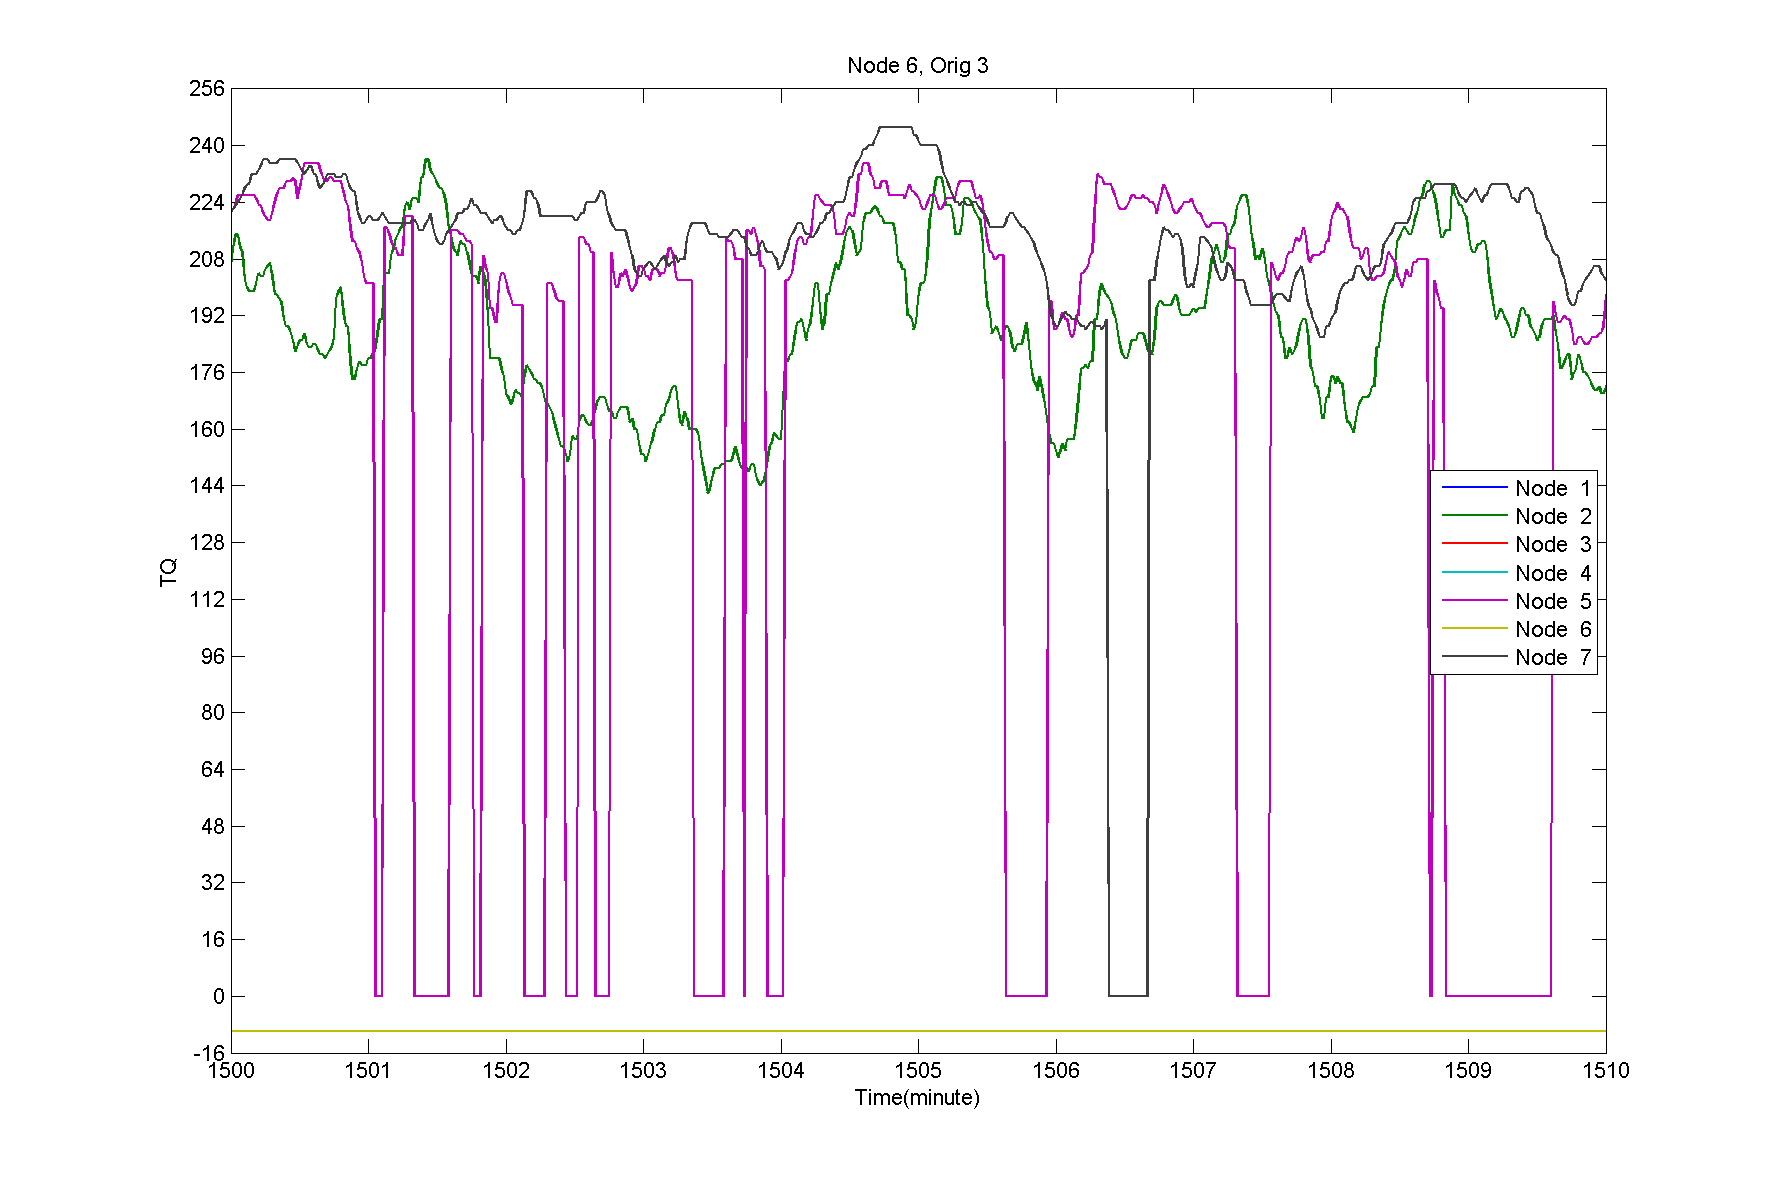 Node 6, Orig 3
256
240
224
208
192
176
160
144
128
112
96
80
64
48
32
16
0
-16
TQ
Node 1
Node 2
Node 3
Node 4
Node 5
Node 6
Node 7
1500 1501 1502 1503 1504 1505 1506 1507 1508 1509 1510
Time(minute)